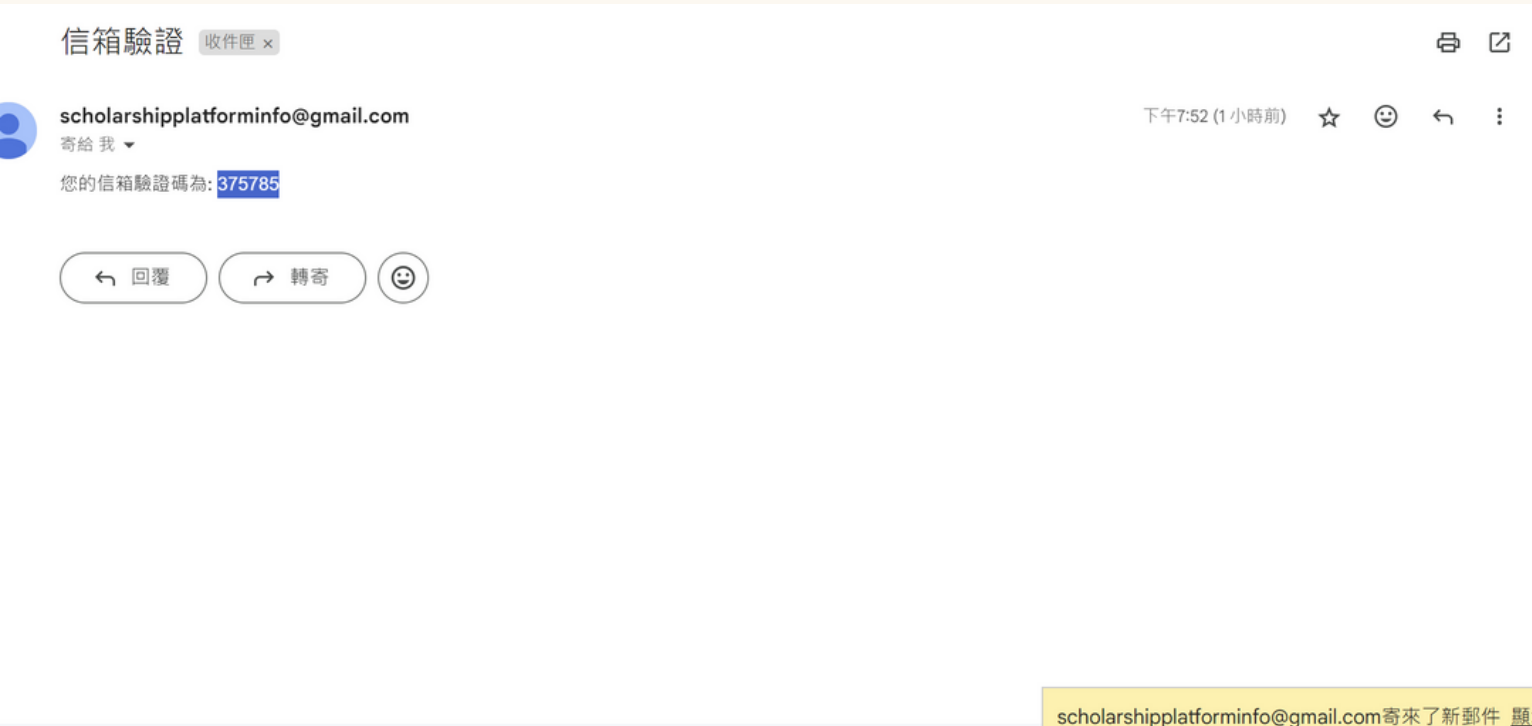 信箱驗證 收件匣 ×
scholarshipplatforminfo@gmail.com 下午7:52 (1 小時前)
寄給 我
您的信箱驗證碼為: 375785
回覆 轉寄
scholarshipplatforminfo@gmail.com寄來了新郵件 顯